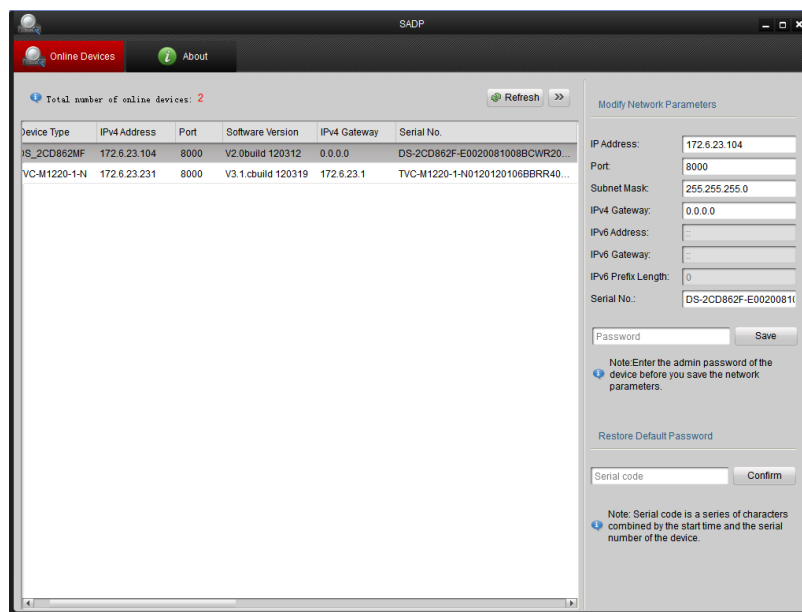 SADP
Online Devices
About
Total number of online devices: 2
Refresh
Modify Network Parameters
Device Type IPv4 Address Port Software Version IPv4 Gateway Serial No.
DS_2CD862MF 172.6.23.104 8000 V2.0build 120312 0.0.0.0 DS-2CD862F-E0020081008BCWR20...
VC-M1220-1-N 172.6.23.231 8000 V3.1.cbuild 120319 172.6.23.1 TVC-M1220-1-N0120120106BBRR40...
IP Address: 172.6.23.104
Port: 8000
Subnet Mask: 255.255.255.0
IPv4 Gateway: 0.0.0.0
IPv6 Address: ::
IPv6 Gateway: ::
IPv6 Prefix Length: 0
Serial No.: DS-2CD862F-E0020081(
Password
Save
Note:Enter the admin password of the
device before you save the network
parameters.
Restore Default Password
Serial code
Confirm
Note: Serial code is a series of characters
combined by the start time and the serial
number of the device.